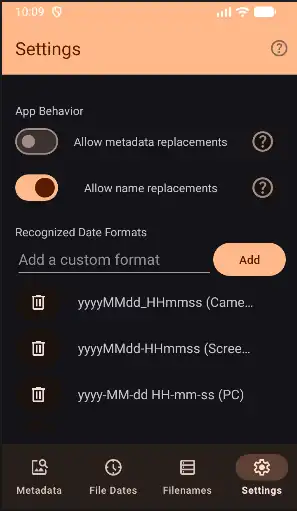 10:09
Settings
App Behavior
Allow metadata replacements
Allow name replacements
Recognized Date Formats
Add a custom format
Add
yyyyMMdd_HHmmss (Came…
yyyyMMdd-HHmmss (Scree…
yyyy-MM-dd HH-mm-ss (PC)
Metadata
File Dates
Filenames
Settings